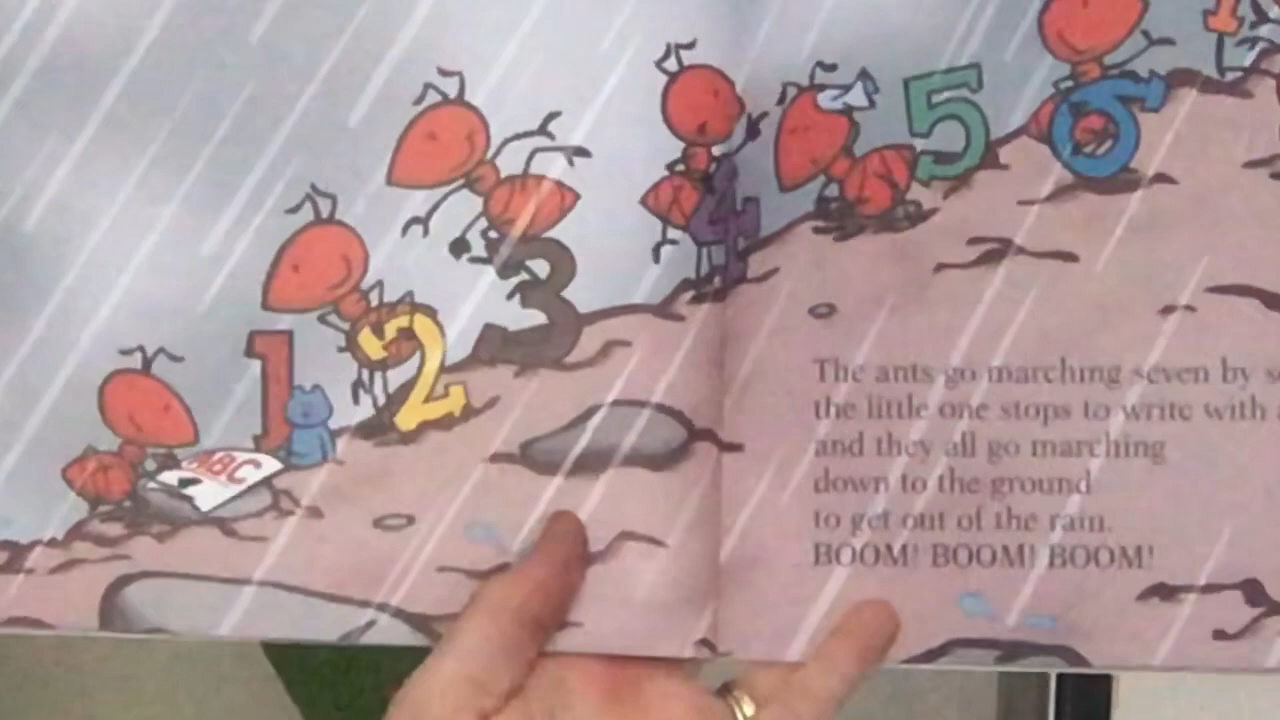 1
2
3
4
5
6
ABC
The ants go marching seven by
the little one stops to write with
and they all go marching
down to the ground
to get out of the rain.
BOOM! BOOM! BOOM!